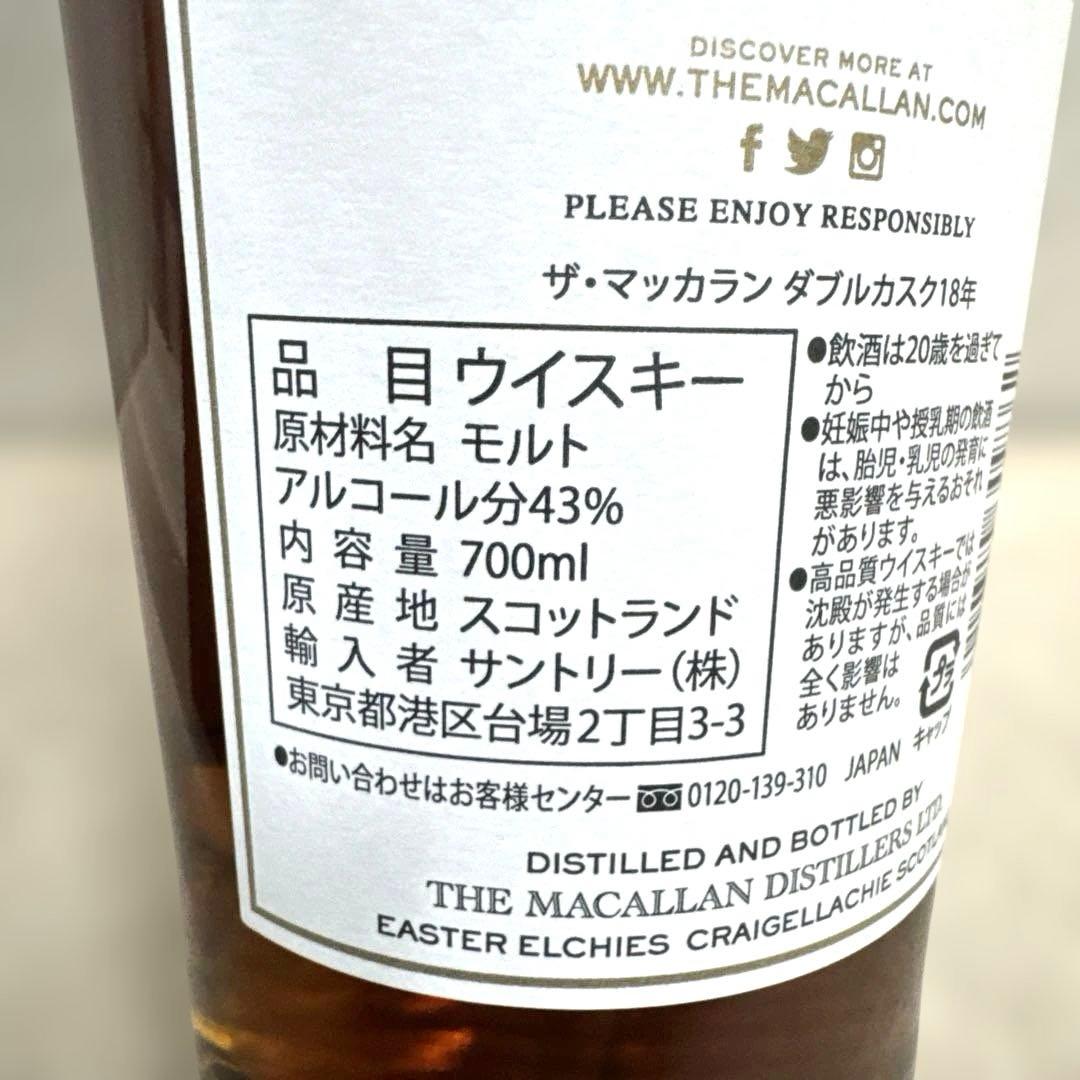 DISCOVER MORE AT
WWW.THEMACALLAN.COM
PLEASE ENJOY RESPONSIBLY
ザ・マッカラン ダブルカスク18年
品 目 ウイスキー
原材料名 モルト
アルコール分43%
内容量 700ml
原産地 スコットランド
輸入者 サントリー(株)
東京都港区台場2丁目3-3
●飲酒は20歳を過ぎて
から
●妊娠中や授乳期の飲酒
は、胎児・乳児の発育に
悪影響を与えるおそれ
があります。
●高品質ウイスキーでは
沈殿が発生する場合が
ありますが、品質には
全く影響は
ありません。
プラ
キャップ
●お問い合わせはお客様センター 0120-139-310 JAPAN
DISTILLED AND BOTTLED BY
THE MACALLAN DISTILLERS LTD.
EASTER ELCHIES CRAIGELLACHIE